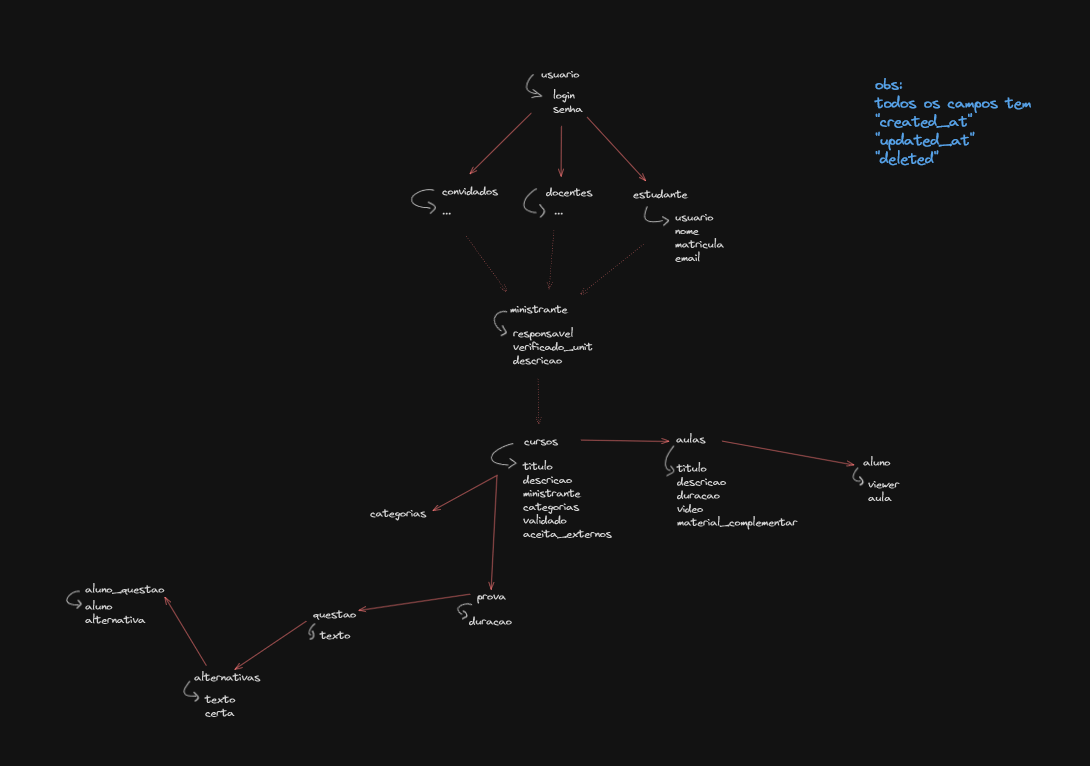 usuario
login
senha
obs:
todos os campos tem
"created_at"
"updated_at"
"deleted"
convidados
...
docentes
...
estudante
usuario
nome
matricula
email
ministrante
responsavel
verificado_unit
descricao
cursos
titulo
descricao
ministrante
categorias
validado
aceita_externos
aulas
titulo
descricao
duracao
video
material_complementar
aluno
viewer
aula
categorias
prova
duracao
questao
texto
aluno_questao
aluno
alternativa
alternativas
texto
certa